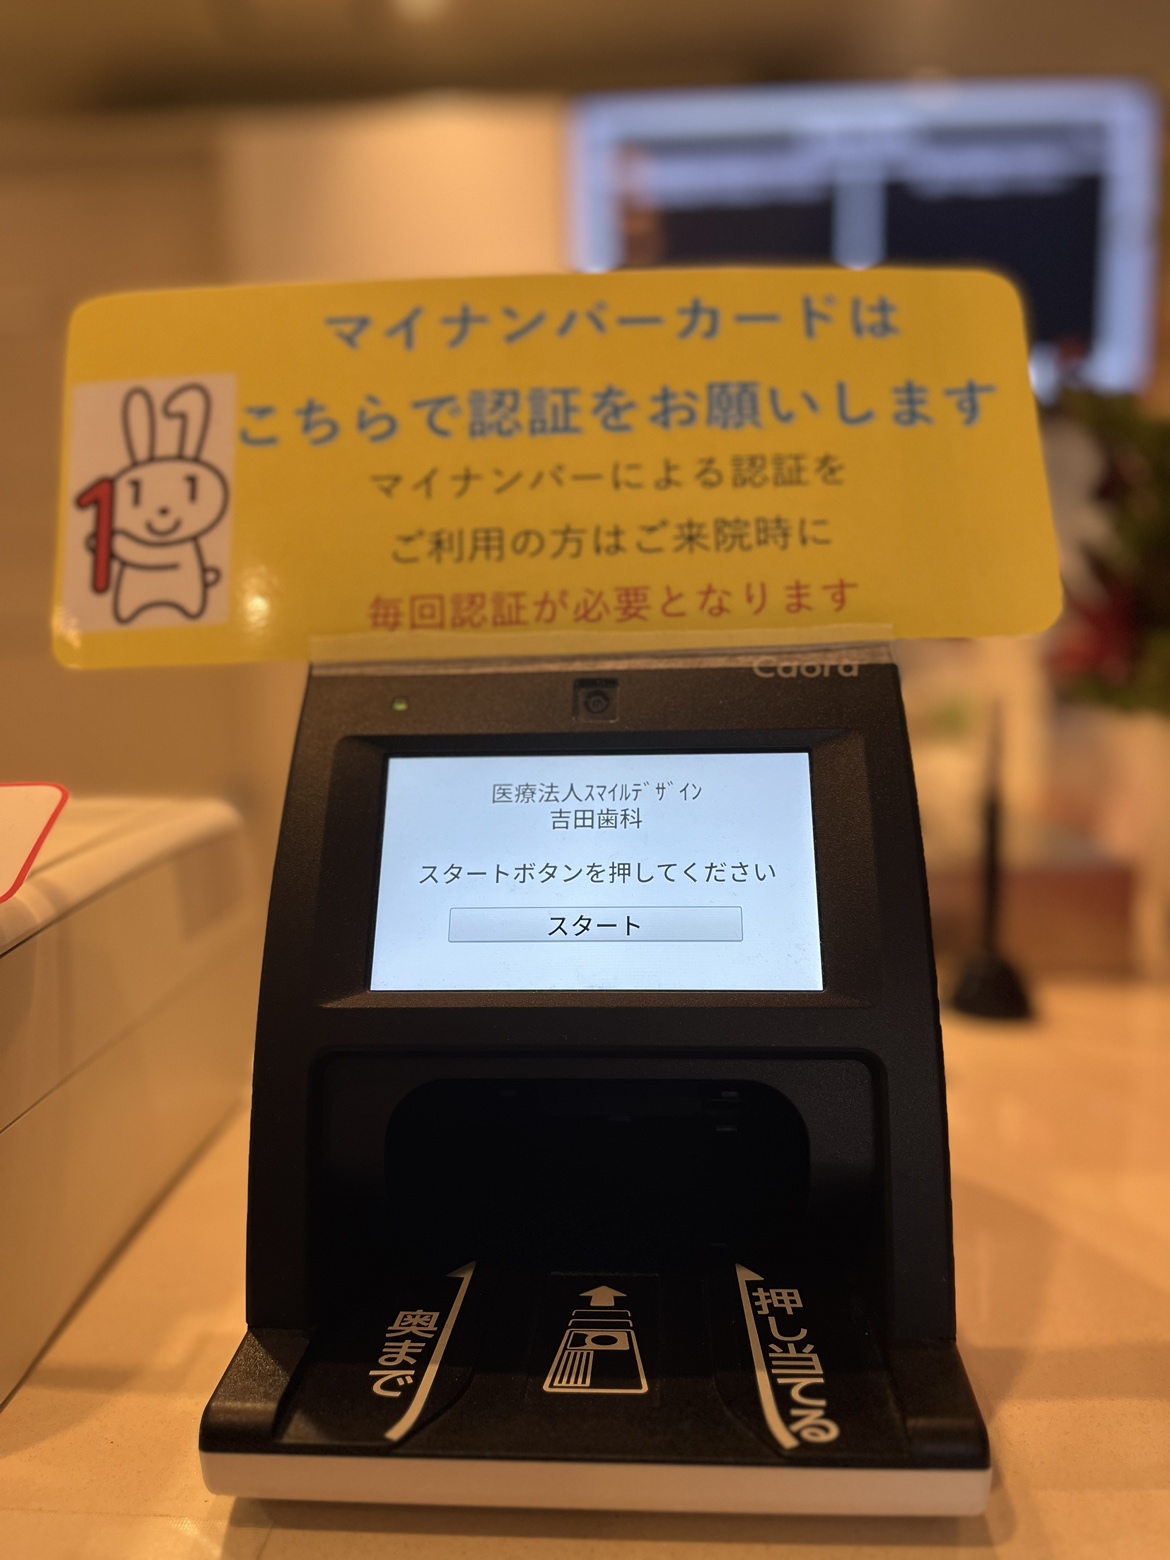 マイナンバーカードは
こちらで認証をお願いします
マイナンバーによる認証を
ご利用の方はご来院時に
毎回認証が必要となります
1
Caora
医療法人ｽﾏｲﾙﾃﾞｻﾞｲﾝ
吉田歯科
スタートボタンを押してください
スタート
奥まで
押し当てる